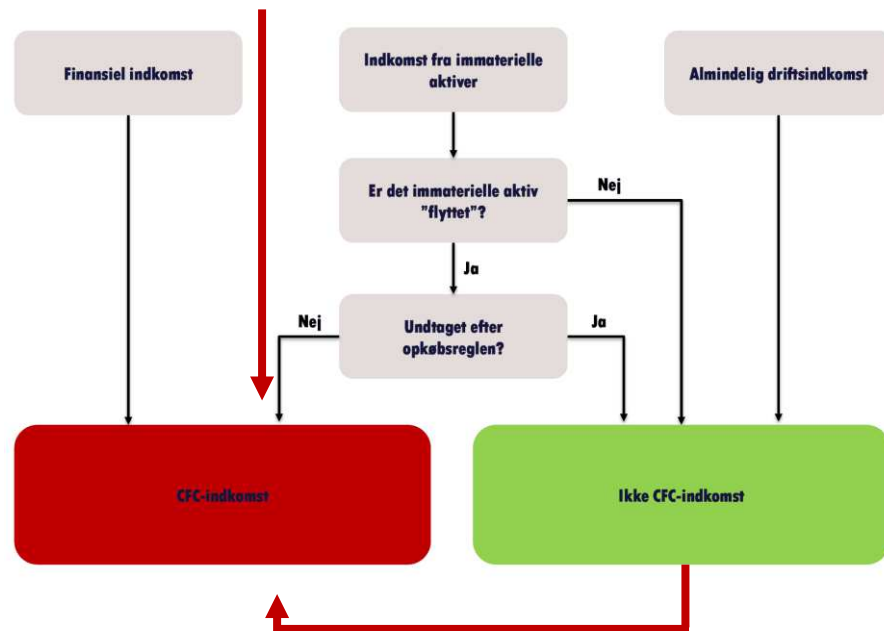 Finansiel indkomst
Indkomst fra immaterielle
aktiver
Almindelig driftsindkomst
Er det immaterielle aktiv
”flyttet”?
Nej
Ja
Nej
Undtaget efter
opkøbsreglen?
Ja
CFC-indkomst
Ikke CFC-indkomst